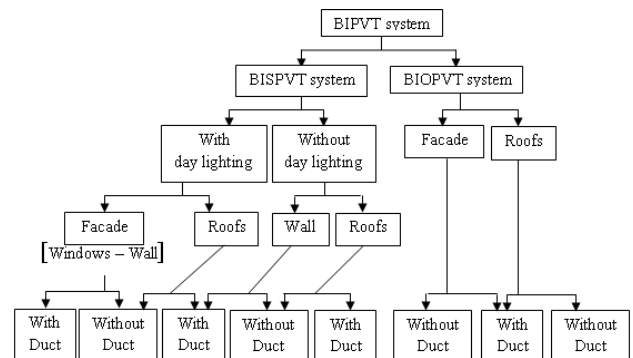 BIPVT system
BISPVT system
BIOPVT system
With
day lighting
Without
day lighting
Facade
Roofs
Facade
[Windows – Wall]
Roofs
Wall
Roofs
With
Duct
Without
Duct
With
Duct
Without
Duct
With
Duct
Without
Duct
With
Duct
Without
Duct